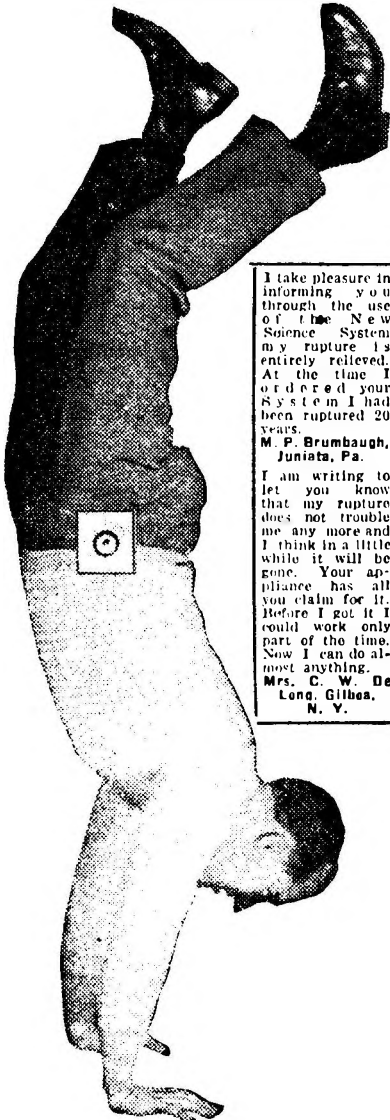 I take pleasure in
informing you
through the use
of the New
Science System
my rupture is
entirely relieved.
At the time I
ordered your
System I had
been ruptured 20
years.
M. P. Brumbaugh,
Juniata, Pa.
I am writing to
let you know
that my rupture
does not trouble
me any more and
I think in a little
while it will be
gone. Your ap-
pliance has all
you claim for it.
Before I got it I
could work only
part of the time.
Now I can do al-
most anything.
Mrs. C. W. De
Long, Gilboa,
N. Y.